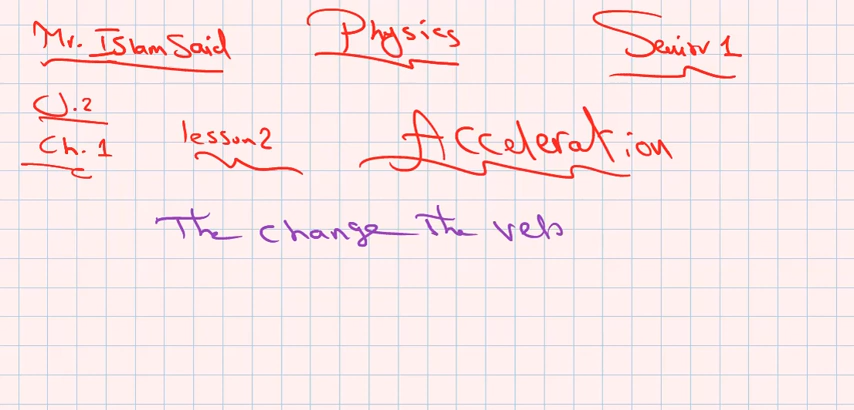 Mr. Islam Said Physics Senior 1
U.2
Ch. 1 lesson 2 Acceleration
The change the velo